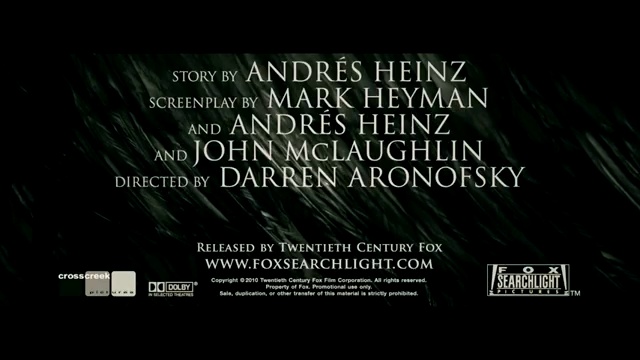 STORY BY ANDRÉS HEINZ
SCREENPLAY BY MARK HEYMAN
AND ANDRÉS HEINZ
AND JOHN McLAUGHLIN
DIRECTED BY DARREN ARONOFSKY
RELEASED BY TWENTIETH CENTURY FOX
WWW.FOXSEARCHLIGHT.COM
crosscreek
pictures
DOLBY®
IN SELECTED THEATRES
Copyright © 2010 Twentieth Century Fox Film Corporation. All rights reserved.
Property of Fox. Promotional use only.
Sale, duplication, or other transfer of this material is strictly prohibited.
FOX
SEARCHLIGHT
PICTURES TM